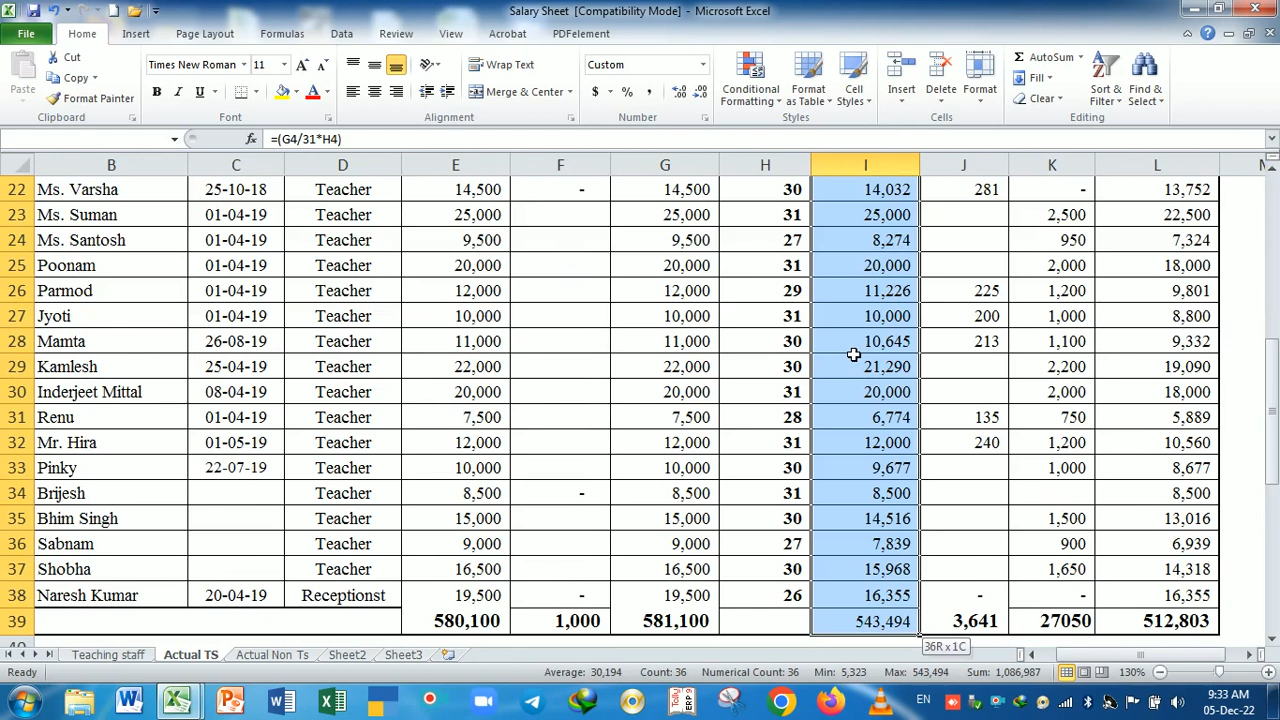 Salary Sheet [Compatibility Mode] - Microsoft Excel
File Home Insert Page Layout Formulas Data Review View Acrobat PDFelement
Cut
Copy
Format Painter
Paste
Clipboard
Times New Roman 11
B I U
Font
Wrap Text
Merge & Center
Alignment
Custom
$ % ,
Number
Conditional Formatting
Format as Table
Cell Styles
Styles
Insert Delete Format
Cells
AutoSum
Fill
Clear
Sort & Filter
Find & Select
Editing
fx =(G4/31*H4)
B C D E F G H I J K L
22 Ms. Varsha 25-10-18 Teacher 14,500 - 14,500 30 14,032 281 - 13,752
23 Ms. Suman 01-04-19 Teacher 25,000 25,000 31 25,000 2,500 22,500
24 Ms. Santosh 01-04-19 Teacher 9,500 9,500 27 8,274 950 7,324
25 Poonam 01-04-19 Teacher 20,000 20,000 31 20,000 2,000 18,000
26 Parmod 01-04-19 Teacher 12,000 12,000 29 11,226 225 1,200 9,801
27 Jyoti 01-04-19 Teacher 10,000 10,000 31 10,000 200 1,000 8,800
28 Mamta 26-08-19 Teacher 11,000 11,000 30 10,645 213 1,100 9,332
29 Kamlesh 25-04-19 Teacher 22,000 22,000 30 21,290 2,200 19,090
30 Inderjeet Mittal 08-04-19 Teacher 20,000 20,000 31 20,000 2,000 18,000
31 Renu 01-04-19 Teacher 7,500 7,500 28 6,774 135 750 5,889
32 Mr. Hira 01-05-19 Teacher 12,000 12,000 31 12,000 240 1,200 10,560
33 Pinky 22-07-19 Teacher 10,000 10,000 30 9,677 1,000 8,677
34 Brijesh Teacher 8,500 - 8,500 31 8,500 8,500
35 Bhim Singh Teacher 15,000 15,000 30 14,516 1,500 13,016
36 Sabnam Teacher 9,000 9,000 27 7,839 900 6,939
37 Shobha Teacher 16,500 16,500 30 15,968 1,650 14,318
38 Naresh Kumar 20-04-19 Receptionst 19,500 - 19,500 26 16,355 - - 16,355
39 580,100 1,000 581,100 543,494 3,641 27050 512,803
36R x 1C
Teaching staff Actual TS Actual Non Ts Sheet2 Sheet3
Ready Average: 30,194 Count: 36 Numerical Count: 36 Min: 5,323 Max: 543,494 Sum: 1,086,987 130%
EN 9:33 AM
05-Dec-22